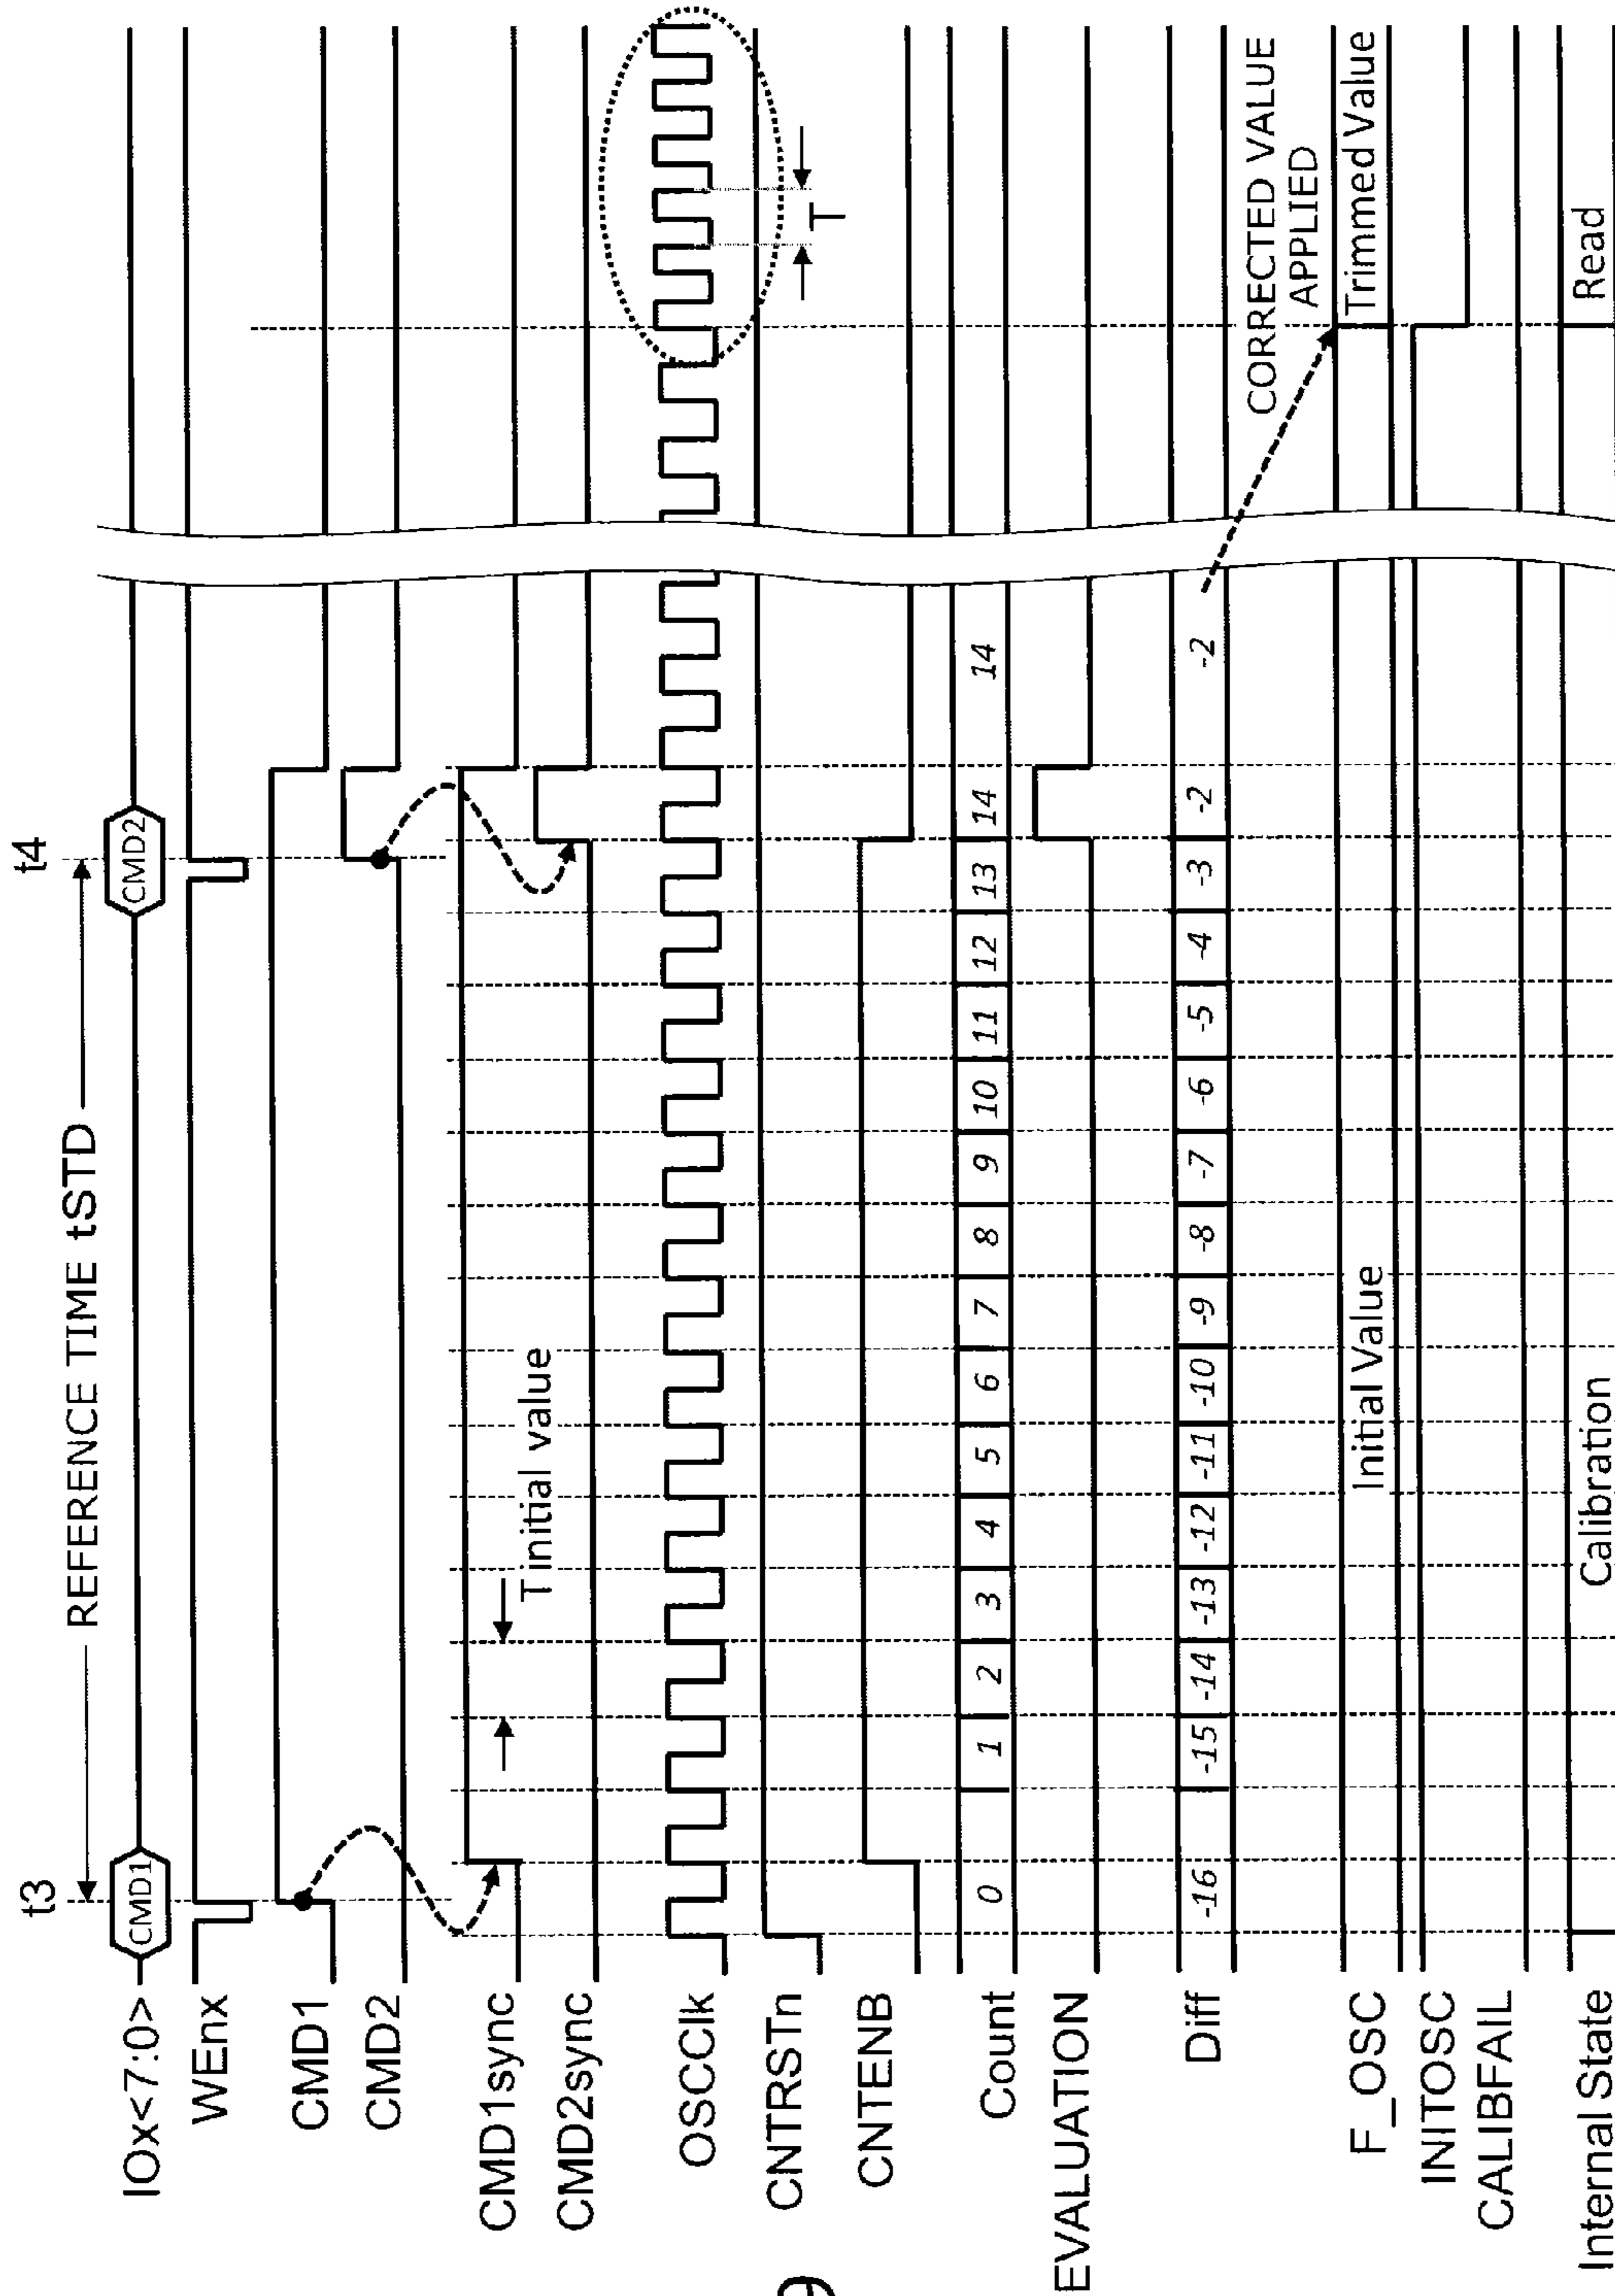 t3
t4
REFERENCE TIME tSTD
IOx<7:0>
CMD1
CMD2
WEnx
CMD1
CMD2
CMD1sync
T initial value
CMD2sync
OSCClk
T
CNTRSTn
CNTENB
Count
0 1 2 3 4 5 6 7 8 9 10 11 12 13 14 14
EVALUATION
Diff
-16 -15 -14 -13 -12 -11 -10 -9 -8 -7 -6 -5 -4 -3 -2 -2
CORRECTED VALUE
APPLIED
F_OSC
Initial Value
Trimmed Value
INITOSC
CALIBFAIL
Internal State
Calibration
Read